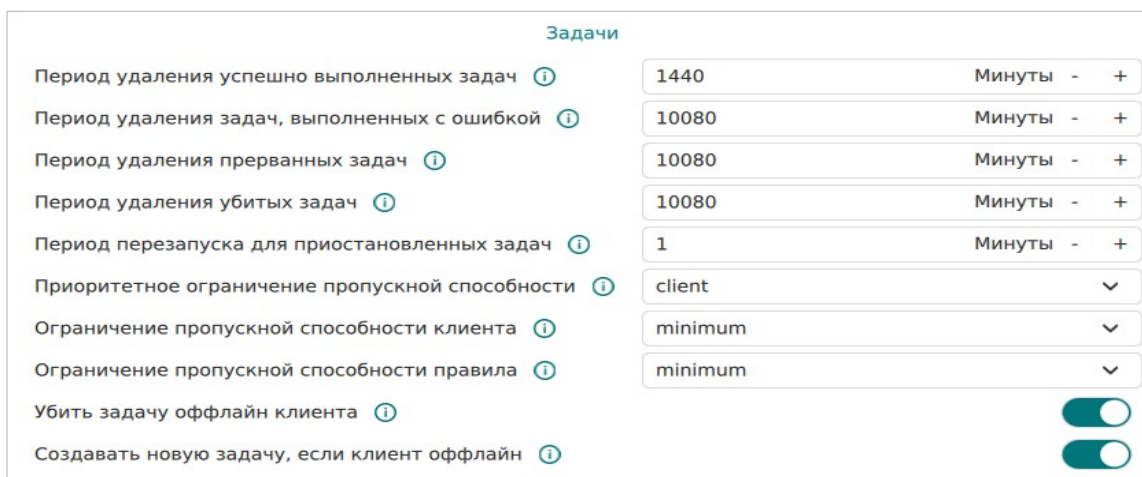 Задачи
Период удаления успешно выполненных задач 1440 Минуты - +
Период удаления задач, выполненных с ошибкой 10080 Минуты - +
Период удаления прерванных задач 10080 Минуты - +
Период удаления убитых задач 10080 Минуты - +
Период перезапуска для приостановленных задач 1 Минуты - +
Приоритетное ограничение пропускной способности client
Ограничение пропускной способности клиента minimum
Ограничение пропускной способности правила minimum
Убить задачу оффлайн клиента
Создавать новую задачу, если клиент оффлайн